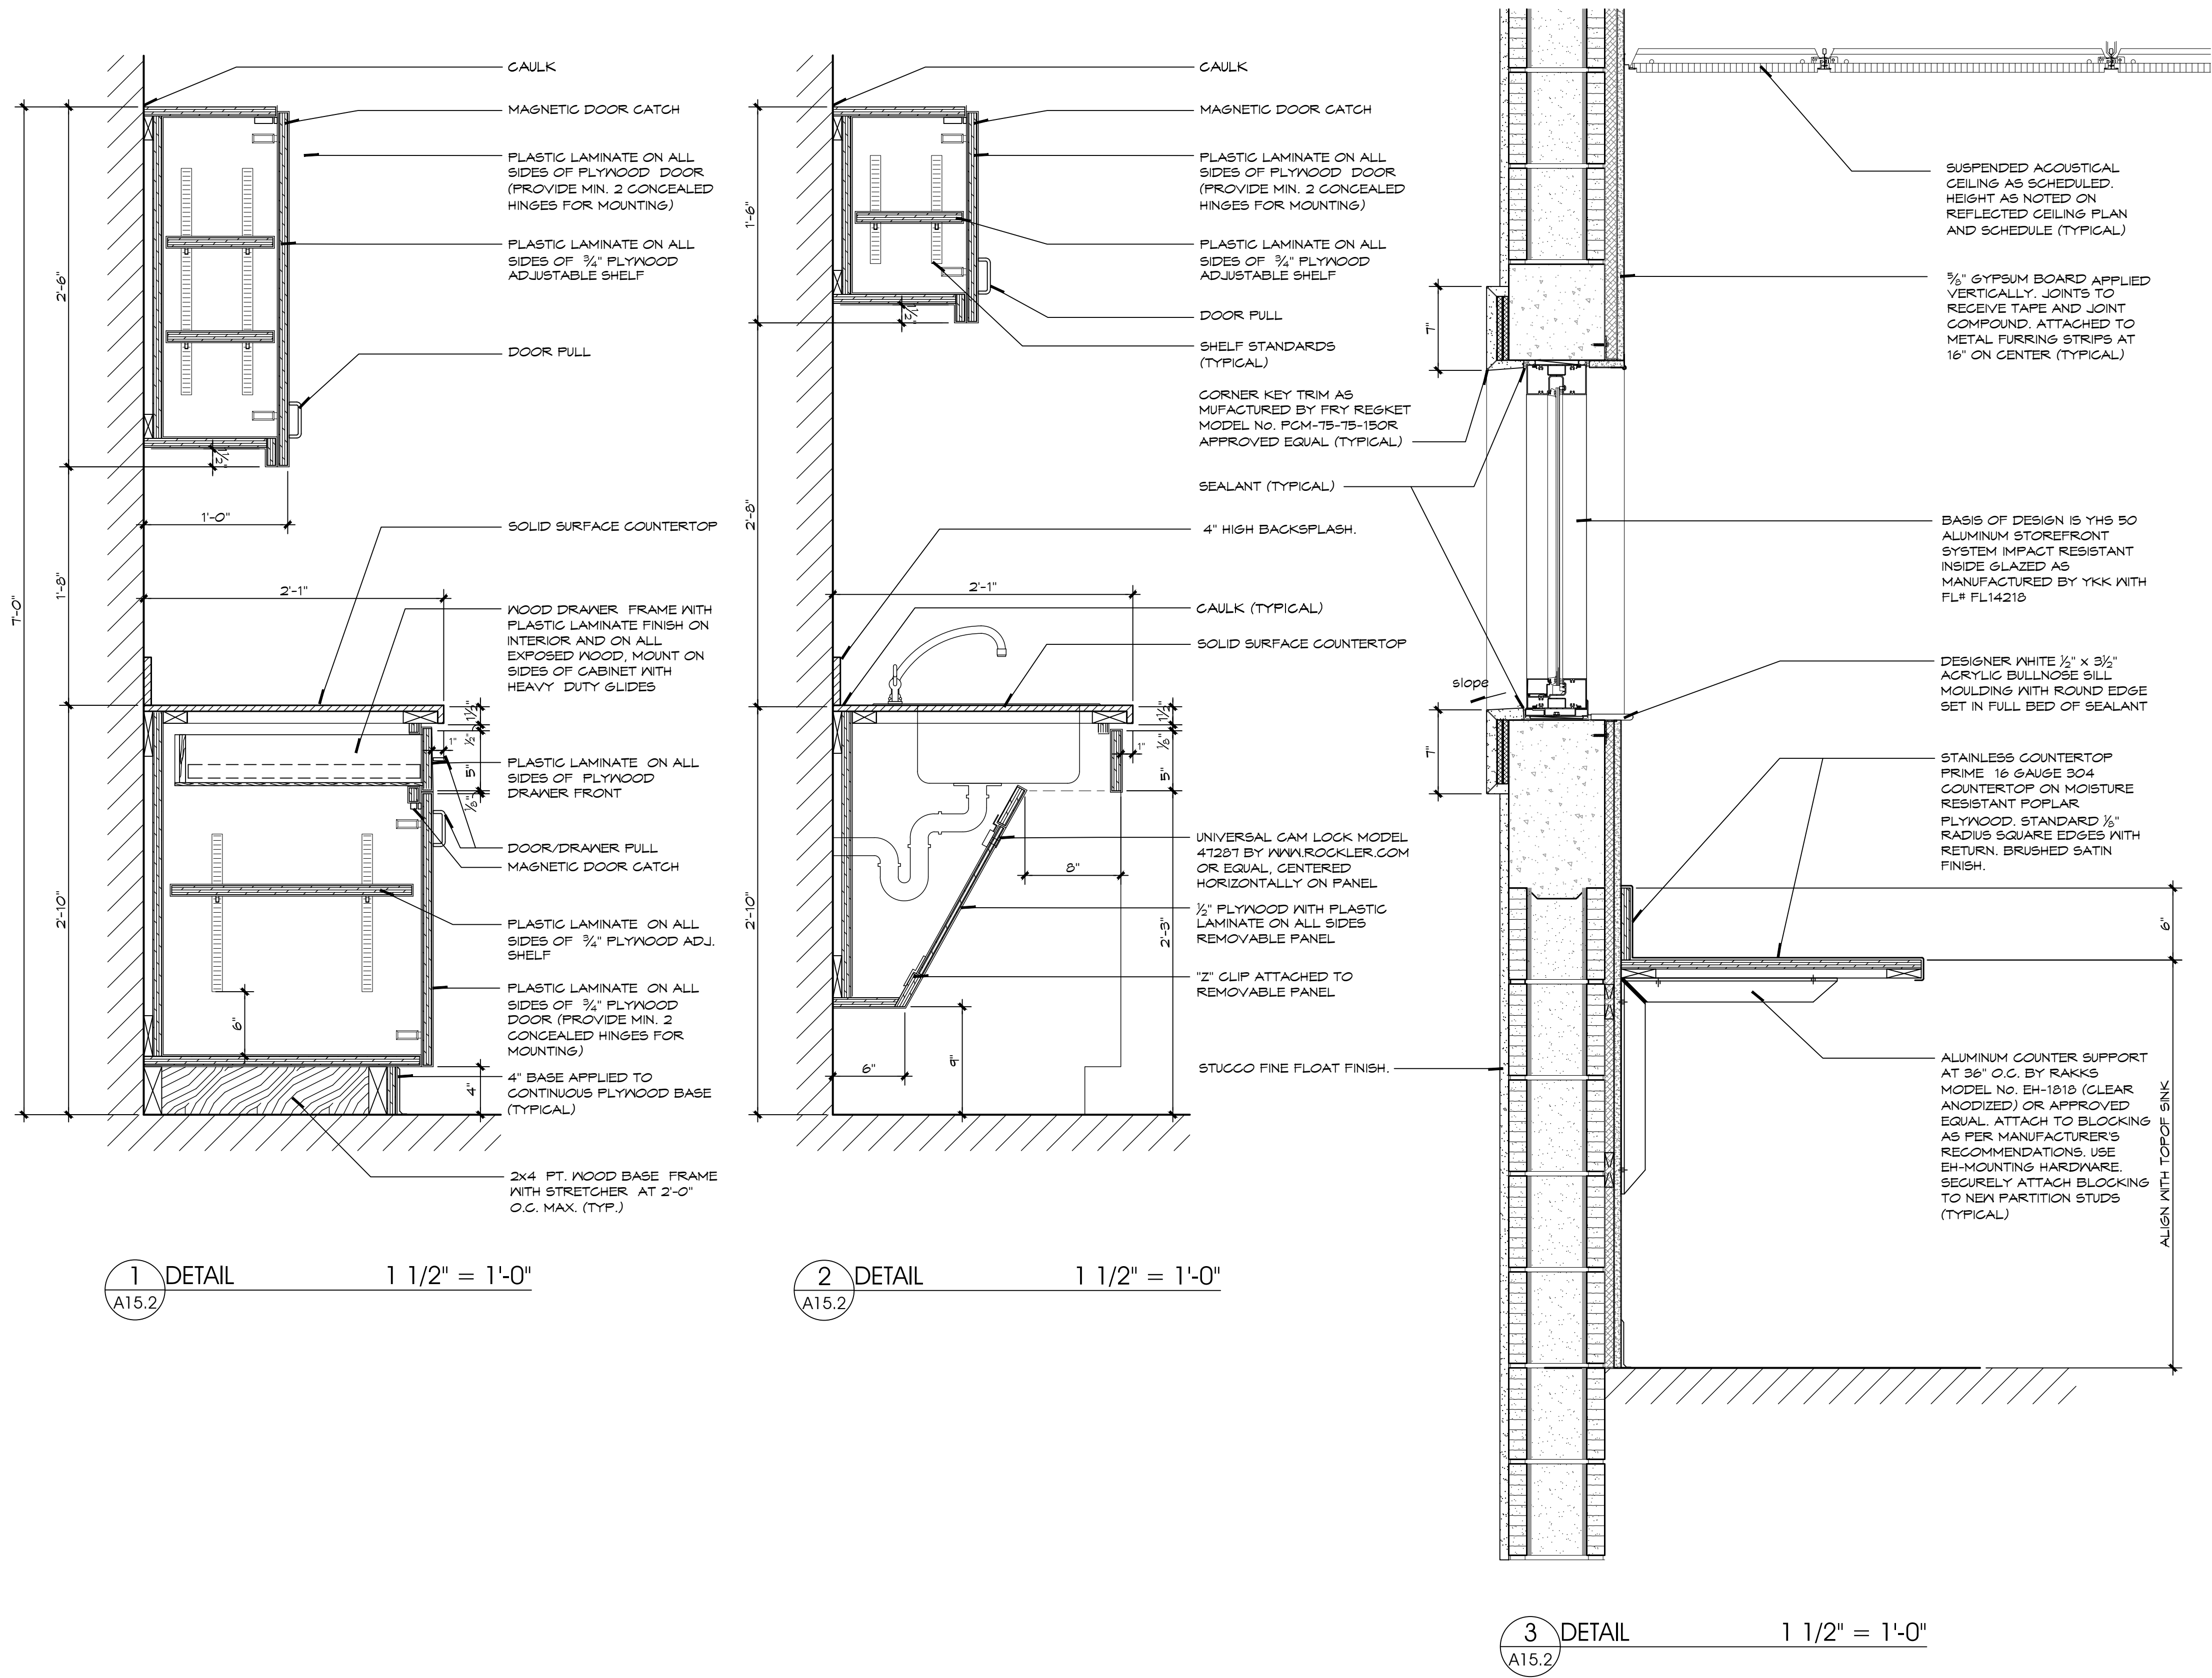 CAULK
MAGNETIC DOOR CATCH
PLASTIC LAMINATE ON ALL
SIDES OF PLYWOOD DOOR
(PROVIDE MIN. 2 CONCEALED
HINGES FOR MOUNTING)
PLASTIC LAMINATE ON ALL
SIDES OF 3/4" PLYWOOD
ADJUSTABLE SHELF
DOOR PULL
SOLID SURFACE COUNTERTOP
WOOD DRAWER FRAME WITH
PLASTIC LAMINATE FINISH ON
INTERIOR AND ON ALL
EXPOSED WOOD, MOUNT ON
SIDES OF CABINET WITH
HEAVY DUTY GLIDES
PLASTIC LAMINATE ON ALL
SIDES OF PLYWOOD
DRAWER FRONT
DOOR/DRAWER PULL
MAGNETIC DOOR CATCH
PLASTIC LAMINATE ON ALL
SIDES OF 3/4" PLYWOOD ADJ.
SHELF
PLASTIC LAMINATE ON ALL
SIDES OF 3/4" PLYWOOD
DOOR (PROVIDE MIN. 2
CONCEALED HINGES FOR
MOUNTING)
4" BASE APPLIED TO
CONTINUOUS PLYWOOD BASE
(TYPICAL)
2x4 PT. WOOD BASE FRAME
WITH STRETCHER AT 2'-0"
O.C. MAX. (TYP.)
7'-0"
2'-6"
1'-8"
2'-10"
1½"
1'-0"
2'-1"
1½"
½"
1"
5"
⅛"
6"
4"
1 DETAIL 1 1/2" = 1'-0"
A15.2
CAULK
MAGNETIC DOOR CATCH
PLASTIC LAMINATE ON ALL
SIDES OF PLYWOOD DOOR
(PROVIDE MIN. 2 CONCEALED
HINGES FOR MOUNTING)
PLASTIC LAMINATE ON ALL
SIDES OF 3/4" PLYWOOD
ADJUSTABLE SHELF
DOOR PULL
SHELF STANDARDS
(TYPICAL)
CORNER KEY TRIM AS
MUFACTURED BY FRY REGKET
MODEL No. PCM-75-75-150R
APPROVED EQUAL (TYPICAL)
SEALANT (TYPICAL)
4" HIGH BACKSPLASH.
CAULK (TYPICAL)
SOLID SURFACE COUNTERTOP
UNIVERSAL CAM LOCK MODEL
47287 BY WWW.ROCKLER.COM
OR EQUAL, CENTERED
HORIZONTALLY ON PANEL
½" PLYWOOD WITH PLASTIC
LAMINATE ON ALL SIDES
REMOVABLE PANEL
"Z" CLIP ATTACHED TO
REMOVABLE PANEL
STUCCO FINE FLOAT FINISH.
1'-6"
2'-8"
2'-10"
1½"
2'-1"
1½"
⅛"
1"
5"
8"
2'-3"
6"
9"
2 DETAIL 1 1/2" = 1'-0"
A15.2
SUSPENDED ACOUSTICAL
CEILING AS SCHEDULED.
HEIGHT AS NOTED ON
REFLECTED CEILING PLAN
AND SCHEDULE (TYPICAL)
⅝" GYPSUM BOARD APPLIED
VERTICALLY. JOINTS TO
RECEIVE TAPE AND JOINT
COMPOUND. ATTACHED TO
METAL FURRING STRIPS AT
16" ON CENTER (TYPICAL)
BASIS OF DESIGN IS YHS 50
ALUMINUM STOREFRONT
SYSTEM IMPACT RESISTANT
INSIDE GLAZED AS
MANUFACTURED BY YKK WITH
FL# FL14218
DESIGNER WHITE ½" x 3½"
ACRYLIC BULLNOSE SILL
MOULDING WITH ROUND EDGE
SET IN FULL BED OF SEALANT
STAINLESS COUNTERTOP
PRIME 16 GAUGE 304
COUNTERTOP ON MOISTURE
RESISTANT POPLAR
PLYWOOD. STANDARD ⅛"
RADIUS SQUARE EDGES WITH
RETURN. BRUSHED SATIN
FINISH.
ALUMINUM COUNTER SUPPORT
AT 36" O.C. BY RAKKS
MODEL No. EH-1818 (CLEAR
ANODIZED) OR APPROVED
EQUAL. ATTACH TO BLOCKING
AS PER MANUFACTURER'S
RECOMMENDATIONS. USE
EH-MOUNTING HARDWARE.
SECURELY ATTACH BLOCKING
TO NEW PARTITION STUDS
(TYPICAL)
7"
slope
7"
6"
ALIGN WITH TOPOF SINK
3 DETAIL 1 1/2" = 1'-0"
A15.2